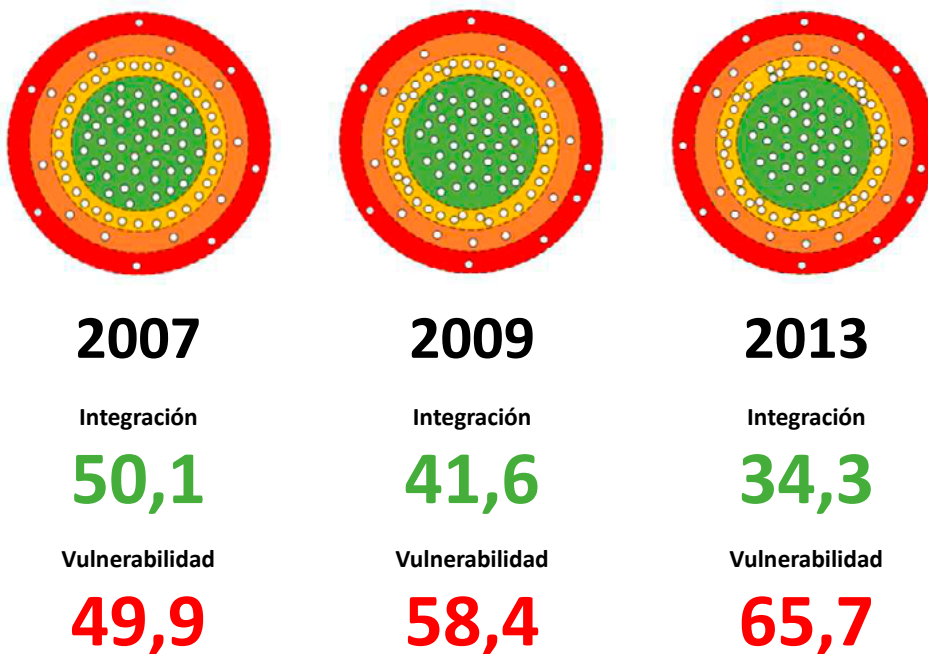 2007
2009
2013
Integración
Integración
Integración
50,1
41,6
34,3
Vulnerabilidad
Vulnerabilidad
Vulnerabilidad
49,9
58,4
65,7